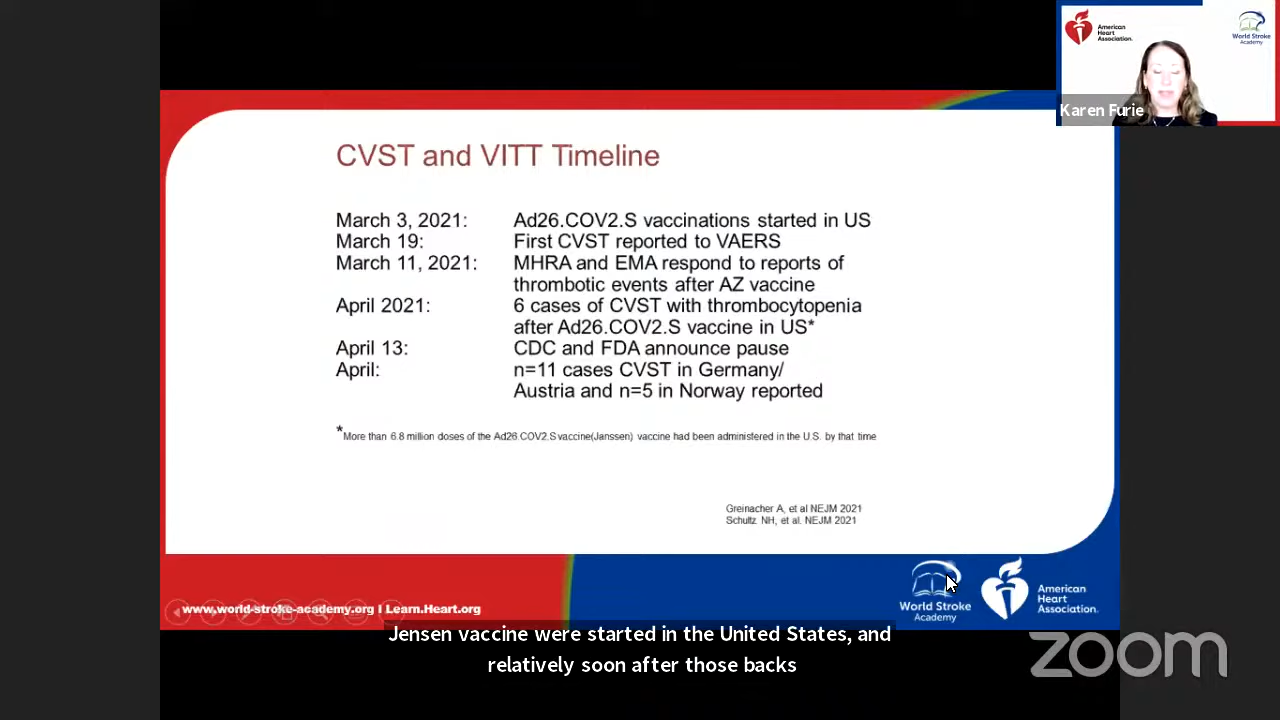 American
Heart
Association.
World Stroke
Academy
Karen Furie
CVST and VITT Timeline
March 3, 2021: Ad26.COV2.S vaccinations started in US
March 19: First CVST reported to VAERS
March 11, 2021: MHRA and EMA respond to reports of
thrombotic events after AZ vaccine
April 2021: 6 cases of CVST with thrombocytopenia
after Ad26.COV2.S vaccine in US*
April 13: CDC and FDA announce pause
April: n=11 cases CVST in Germany/
Austria and n=5 in Norway reported
*More than 6.8 million doses of the Ad26.COV2.S vaccine(Janssen) vaccine had been administered in the U.S. by that time
Greinacher A, et al NEJM 2021
Schultz NH, et al. NEJM 2021
www.world-stroke-academy.org I Learn.Heart.org
World Stroke
Academy
American
Heart
Association.
Jensen vaccine were started in the United States, and
relatively soon after those backs
zoom